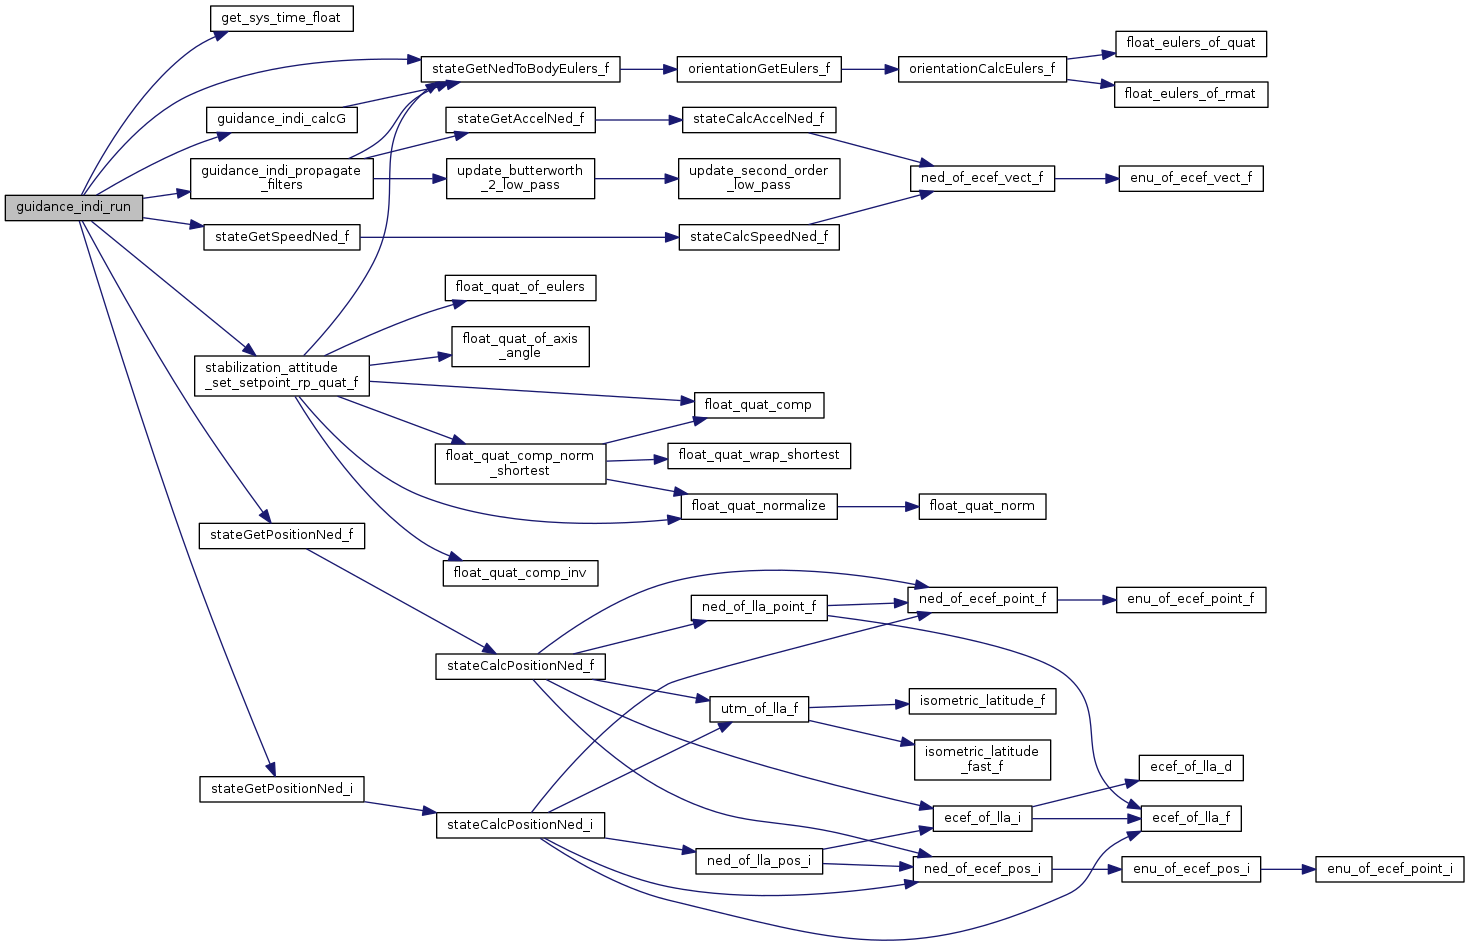 get_sys_time_float
float_eulers_of_quat
stateGetNedToBodyEulers_f
orientationGetEulers_f
orientationCalcEulers_f
float_eulers_of_rmat
guidance_indi_calcG
stateGetAccelNed_f
stateCalcAccelNed_f
guidance_indi_propagate
_filters
update_butterworth
_2_low_pass
update_second_order
_low_pass
ned_of_ecef_vect_f
enu_of_ecef_vect_f
guidance_indi_run
stateGetSpeedNed_f
stateCalcSpeedNed_f
float_quat_of_eulers
float_quat_of_axis
_angle
stabilization_attitude
_set_setpoint_rp_quat_f
float_quat_comp
float_quat_comp_norm
_shortest
float_quat_wrap_shortest
float_quat_normalize
float_quat_norm
stateGetPositionNed_f
float_quat_comp_inv
ned_of_lla_point_f
ned_of_ecef_point_f
enu_of_ecef_point_f
stateCalcPositionNed_f
utm_of_lla_f
isometric_latitude_f
isometric_latitude
_fast_f
ecef_of_lla_d
stateGetPositionNed_i
stateCalcPositionNed_i
ecef_of_lla_i
ecef_of_lla_f
ned_of_lla_pos_i
ned_of_ecef_pos_i
enu_of_ecef_pos_i
enu_of_ecef_point_i